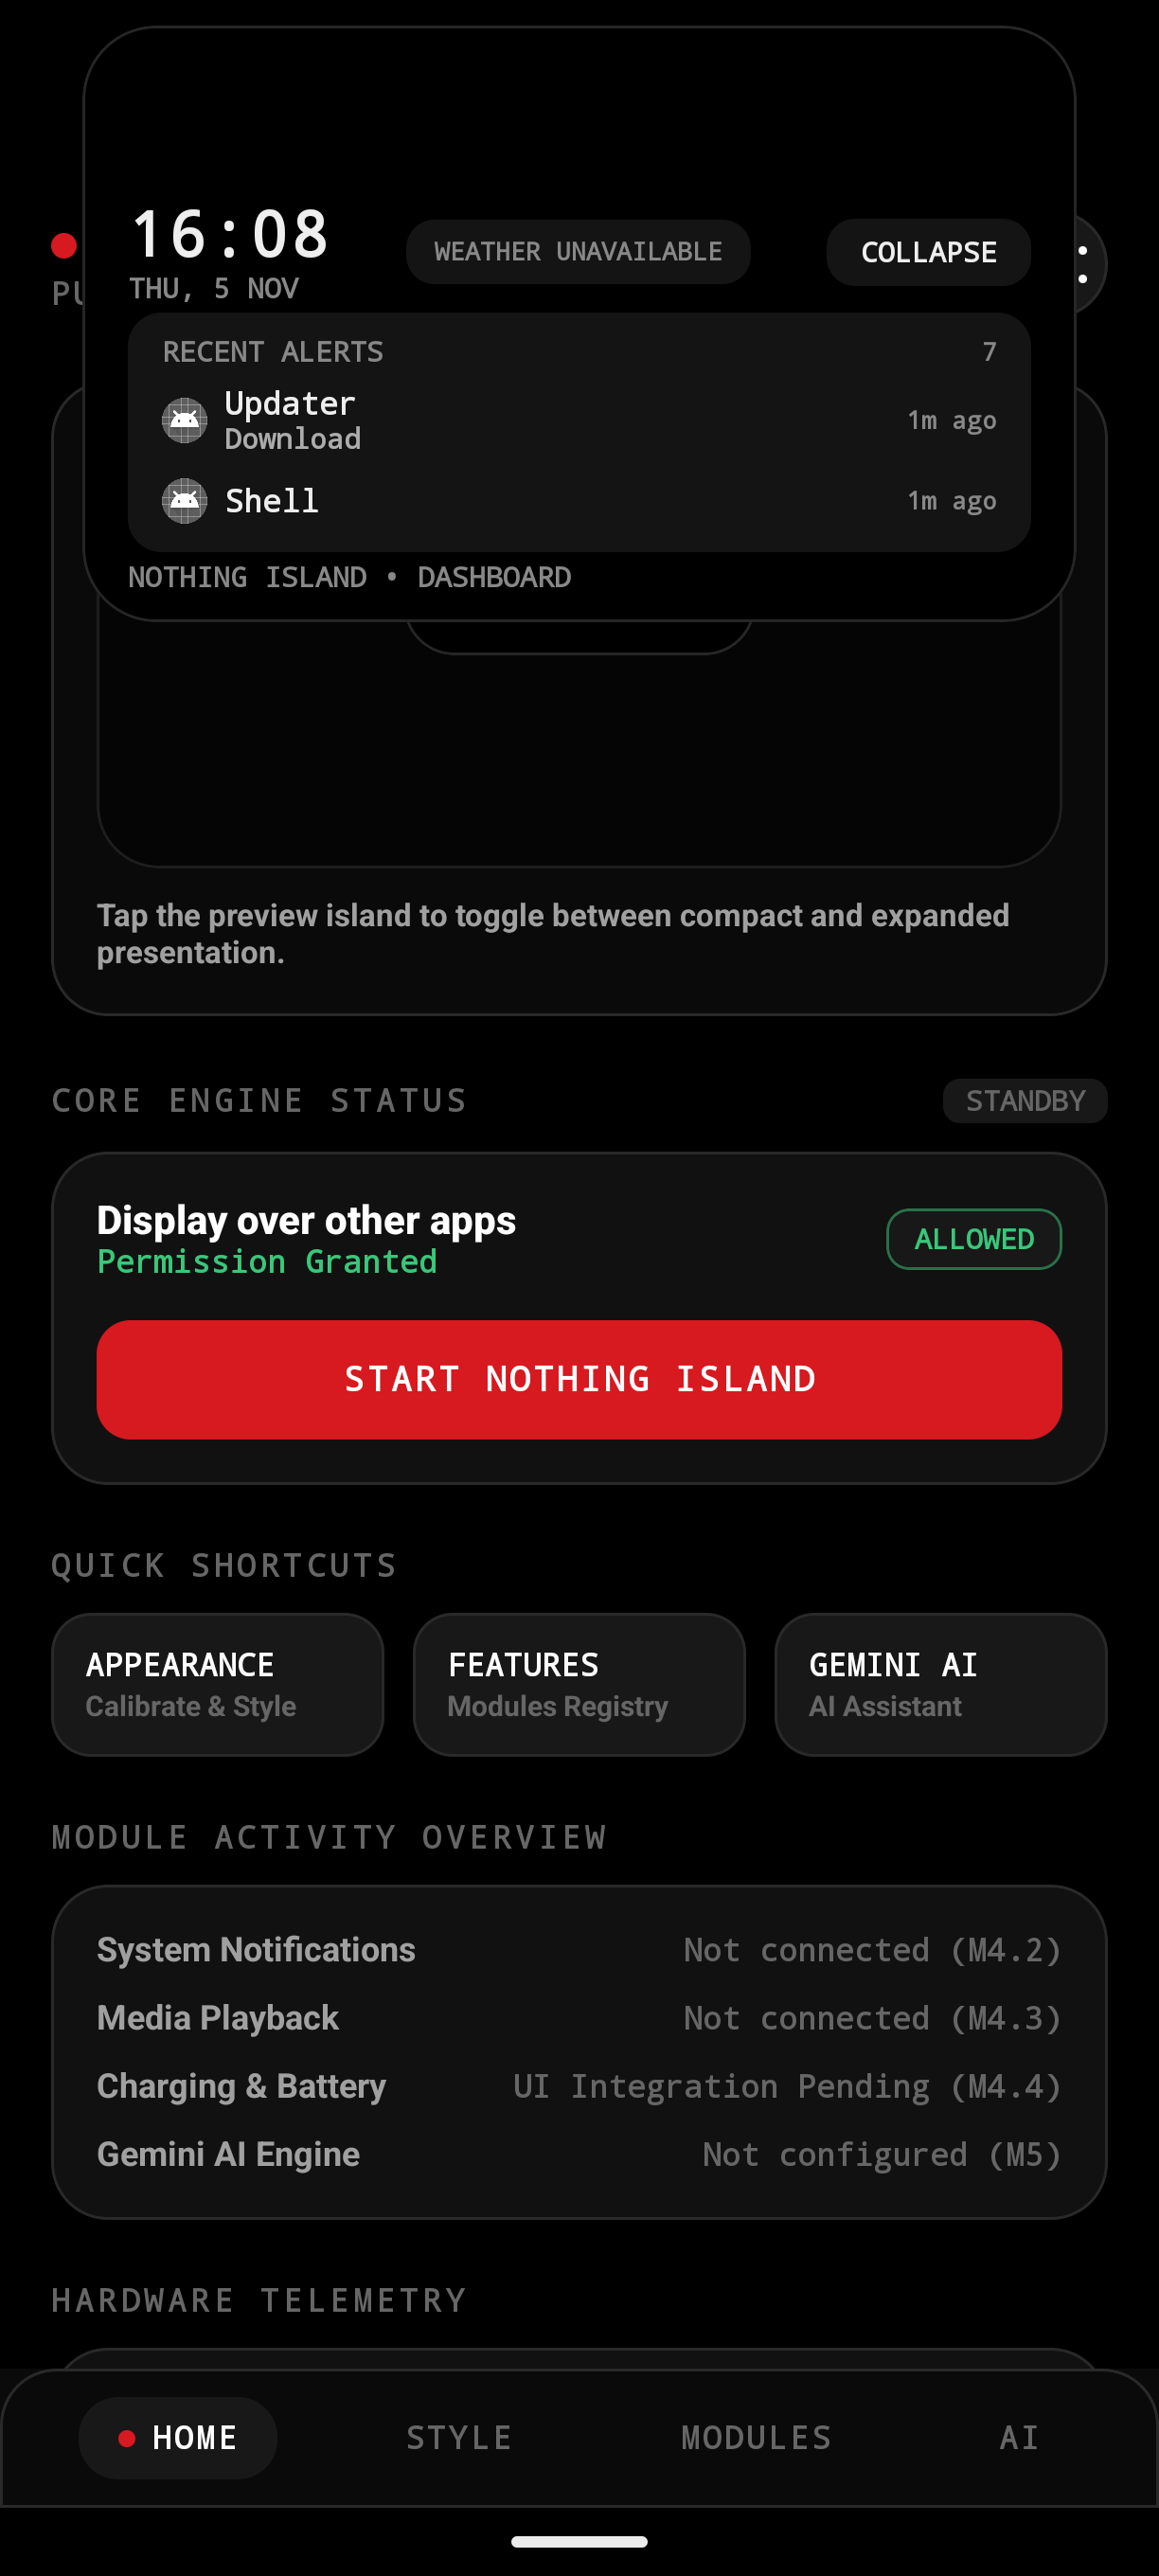 16:08
THU, 5 NOV
WEATHER UNAVAILABLE
COLLAPSE
RECENT ALERTS
7
Updater
Download
1m ago
Shell
1m ago
NOTHING ISLAND • DASHBOARD
Tap the preview island to toggle between compact and expanded
presentation.
CORE ENGINE STATUS
STANDBY
Display over other apps
Permission Granted
ALLOWED
START NOTHING ISLAND
QUICK SHORTCUTS
APPEARANCE
Calibrate & Style
FEATURES
Modules Registry
GEMINI AI
AI Assistant
MODULE ACTIVITY OVERVIEW
System Notifications
Not connected (M4.2)
Media Playback
Not connected (M4.3)
Charging & Battery
UI Integration Pending (M4.4)
Gemini AI Engine
Not configured (M5)
HARDWARE TELEMETRY
HOME
STYLE
MODULES
AI